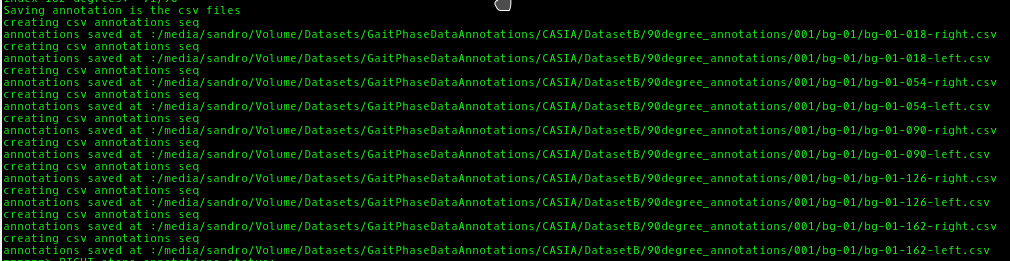 Saving annotation is the csv files
creating csv annotations seq
annotations saved at :/media/sandro/Volume/Datasets/GaitPhaseDataAnnotations/CASIA/DatasetB/90degree_annotations/001/bg-01/bg-01-018-right.csv
creating csv annotations seq
annotations saved at :/media/sandro/Volume/Datasets/GaitPhaseDataAnnotations/CASIA/DatasetB/90degree_annotations/001/bg-01/bg-01-018-left.csv
creating csv annotations seq
annotations saved at :/media/sandro/Volume/Datasets/GaitPhaseDataAnnotations/CASIA/DatasetB/90degree_annotations/001/bg-01/bg-01-054-right.csv
creating csv annotations seq
annotations saved at :/media/sandro/Volume/Datasets/GaitPhaseDataAnnotations/CASIA/DatasetB/90degree_annotations/001/bg-01/bg-01-054-left.csv
creating csv annotations seq
annotations saved at :/media/sandro/Volume/Datasets/GaitPhaseDataAnnotations/CASIA/DatasetB/90degree_annotations/001/bg-01/bg-01-090-right.csv
creating csv annotations seq
annotations saved at :/media/sandro/Volume/Datasets/GaitPhaseDataAnnotations/CASIA/DatasetB/90degree_annotations/001/bg-01/bg-01-090-left.csv
creating csv annotations seq
annotations saved at :/media/sandro/Volume/Datasets/GaitPhaseDataAnnotations/CASIA/DatasetB/90degree_annotations/001/bg-01/bg-01-126-right.csv
creating csv annotations seq
annotations saved at :/media/sandro/Volume/Datasets/GaitPhaseDataAnnotations/CASIA/DatasetB/90degree_annotations/001/bg-01/bg-01-126-left.csv
creating csv annotations seq
annotations saved at :/media/sandro/Volume/Datasets/GaitPhaseDataAnnotations/CASIA/DatasetB/90degree_annotations/001/bg-01/bg-01-162-right.csv
creating csv annotations seq
annotations saved at :/media/sandro/Volume/Datasets/GaitPhaseDataAnnotations/CASIA/DatasetB/90degree_annotations/001/bg-01/bg-01-162-left.csv